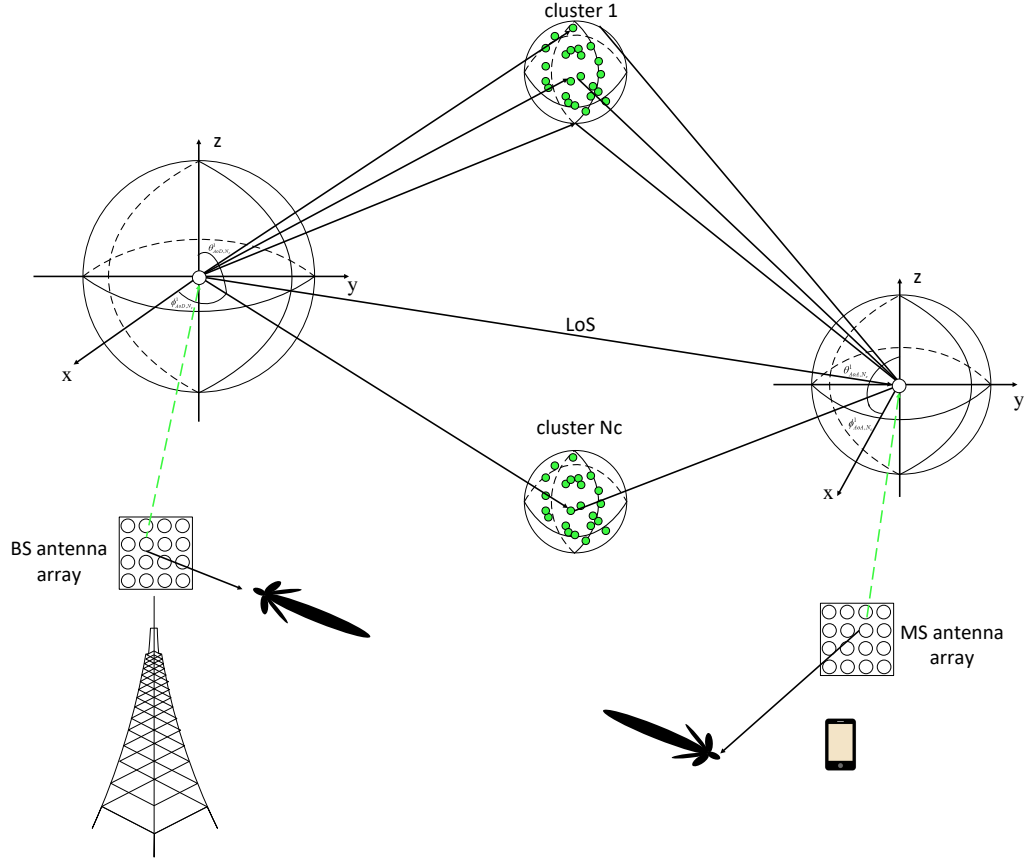 cluster 1
z
y
x
LoS
z
y
x
cluster Nc
BS antenna
array
MS antenna
array